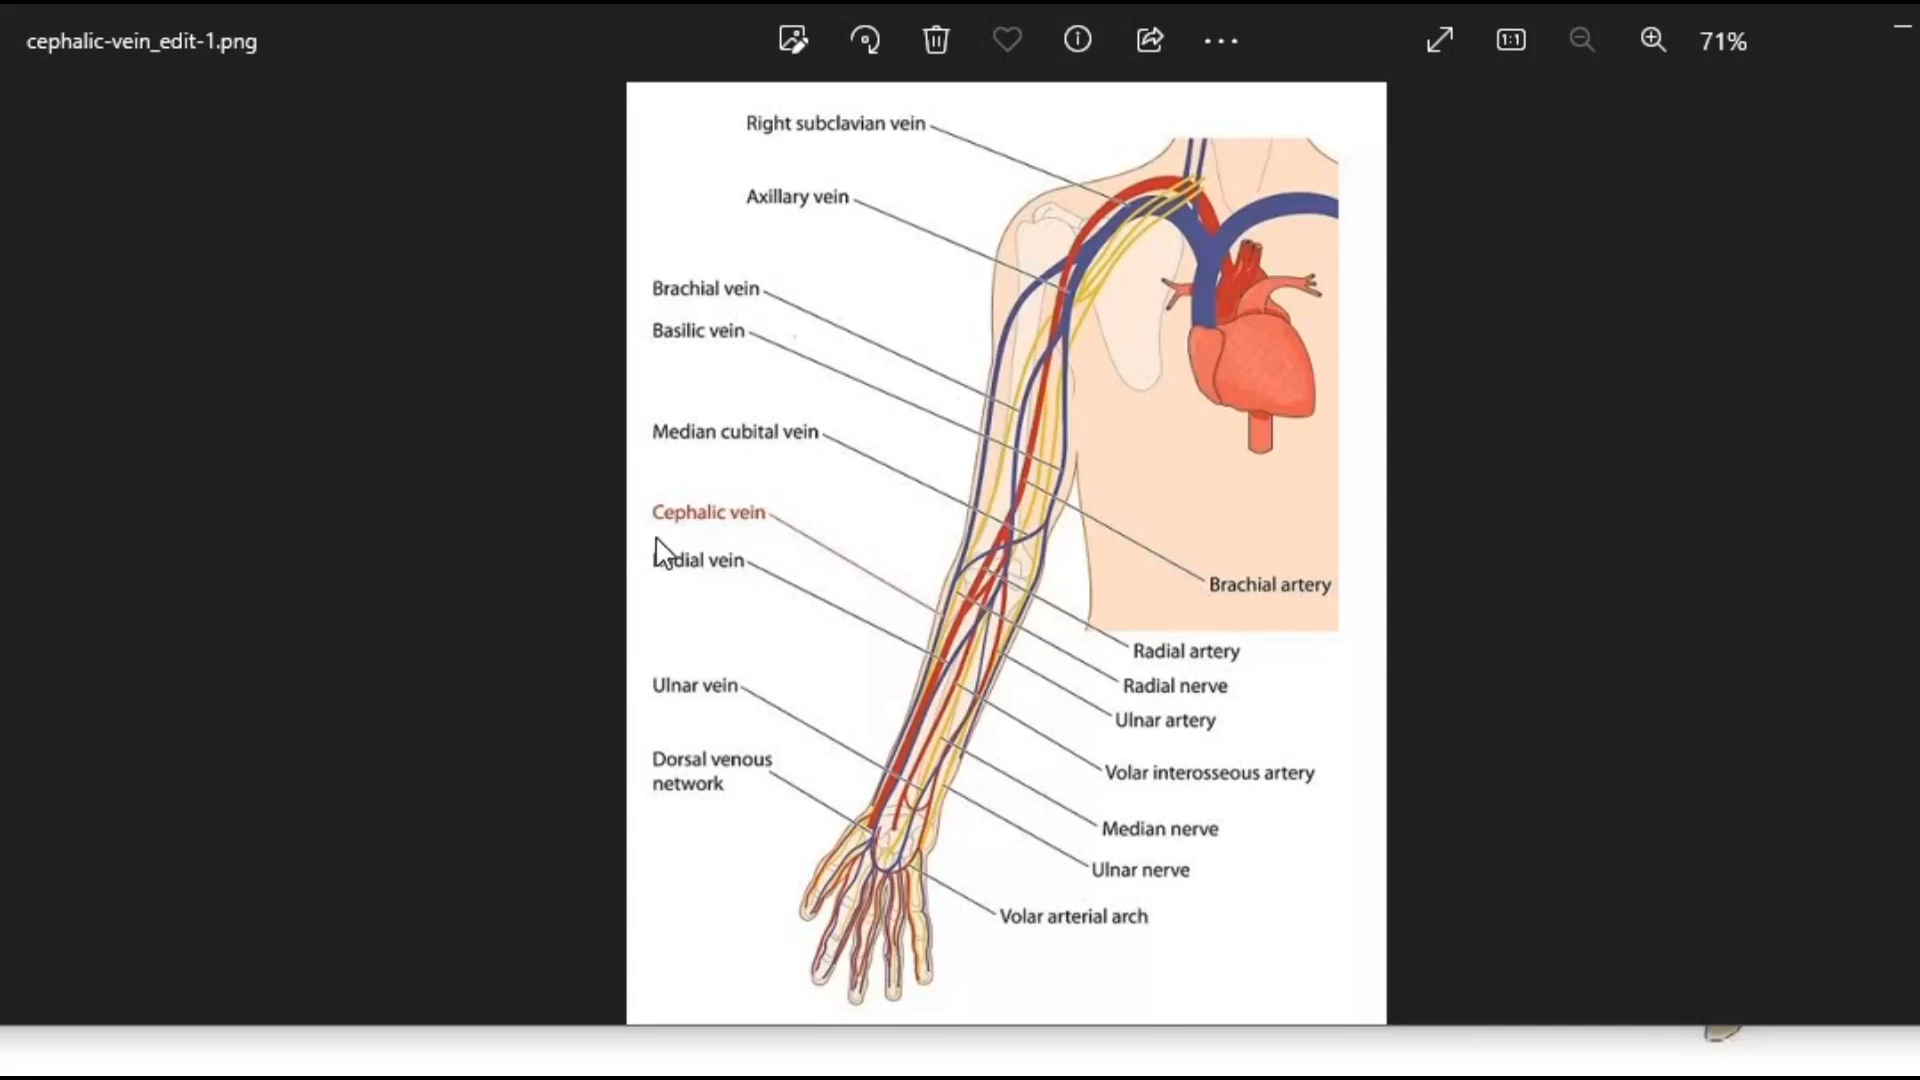 cephalic-vein_edit-1.png
71%
Right subclavian vein
Axillary vein
Brachial vein
Basilic vein
Median cubital vein
Cephalic vein
vein
Ulnar vein
Dorsal venous
network
Brachial artery
Radial artery
Radial nerve
Ulnar artery
Volar interosseous artery
Median nerve
Ulnar nerve
Volar arterial arch